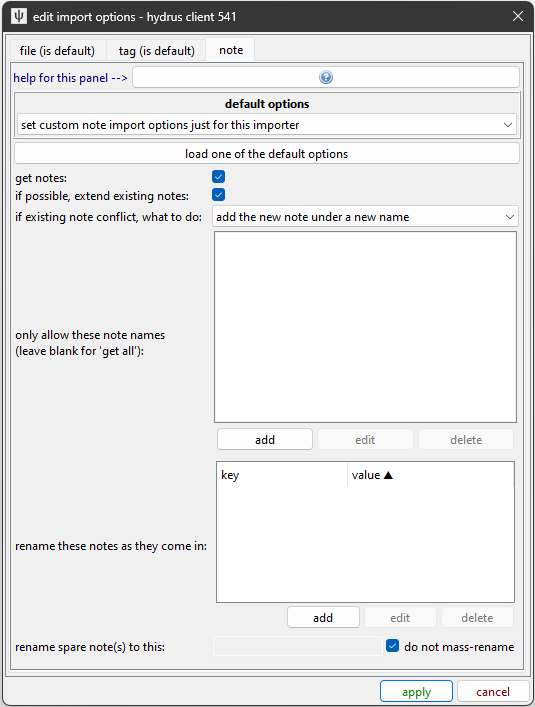 edit import options - hydrus client 541
file (is default) tag (is default) note
help for this panel -->
default options
set custom note import options just for this importer
load one of the default options
get notes:
if possible, extend existing notes:
if existing note conflict, what to do: add the new note under a new name
only allow these note names
(leave blank for 'get all'):
add edit delete
key value ▲
rename these notes as they come in:
add edit delete
rename spare note(s) to this: do not mass-rename
apply cancel